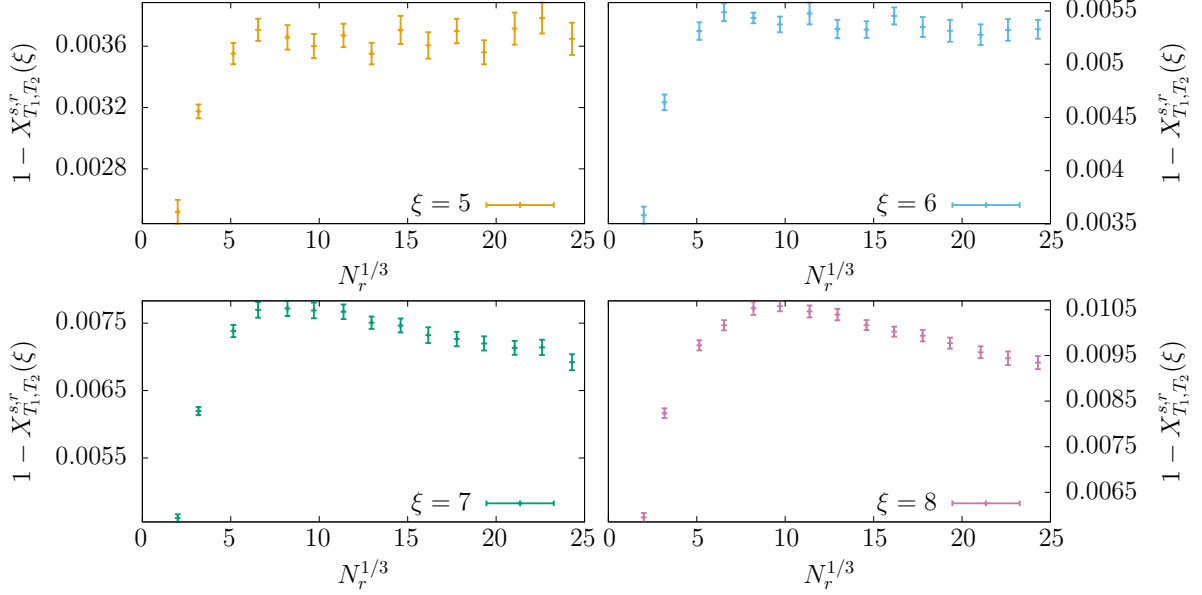 1 − X^{s,r}_{T_1,T_2}(ξ)
0.0036
0.0032
0.0028
ξ = 5
0 5 10 15 20 25
N_r^{1/3}
0.0055
0.005
0.0045
0.004
0.0035
1 − X^{s,r}_{T_1,T_2}(ξ)
ξ = 6
0 5 10 15 20 25
N_r^{1/3}
1 − X^{s,r}_{T_1,T_2}(ξ)
0.0075
0.0065
0.0055
ξ = 7
0 5 10 15 20 25
N_r^{1/3}
0.0105
0.0095
0.0085
0.0075
0.0065
1 − X^{s,r}_{T_1,T_2}(ξ)
ξ = 8
0 5 10 15 20 25
N_r^{1/3}